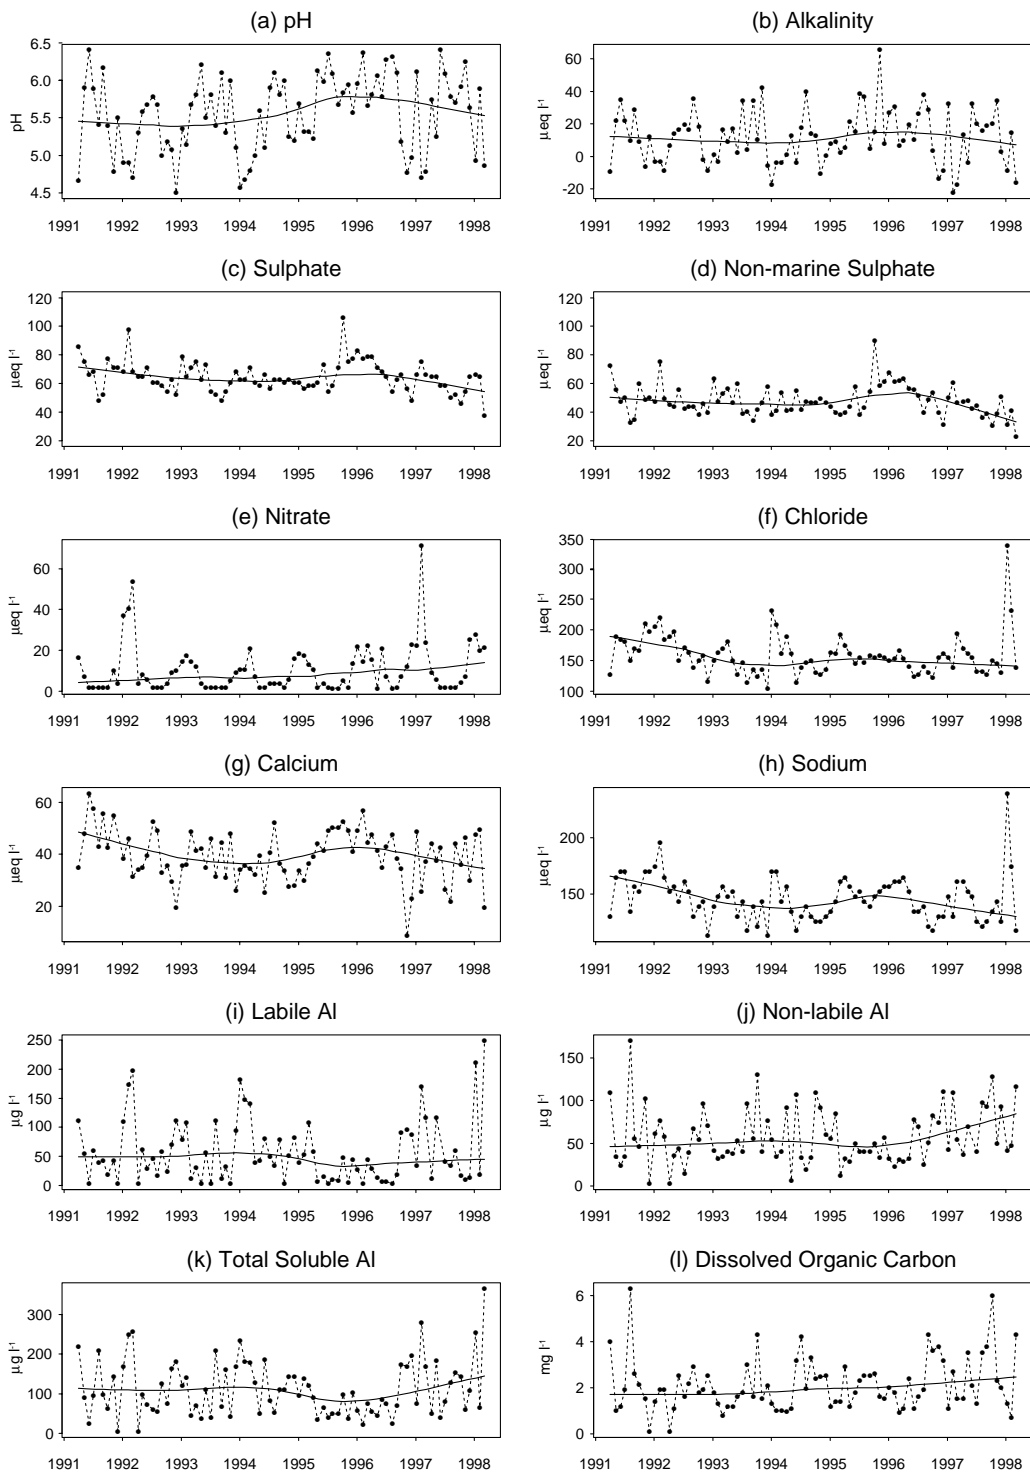 (a) pH
(b) Alkalinity
6.5
6.0
5.5
5.0
4.5
pH
1991 1992 1993 1994 1995 1996 1997 1998
60
40
20
0
-20
µeq l-1
1991 1992 1993 1994 1995 1996 1997 1998
(c) Sulphate
(d) Non-marine Sulphate
120
100
80
60
40
20
µeq l-1
1991 1992 1993 1994 1995 1996 1997 1998
120
100
80
60
40
20
µeq l-1
1991 1992 1993 1994 1995 1996 1997 1998
(e) Nitrate
(f) Chloride
60
40
20
0
µeq l-1
1991 1992 1993 1994 1995 1996 1997 1998
350
300
250
200
150
100
µeq l-1
1991 1992 1993 1994 1995 1996 1997 1998
(g) Calcium
(h) Sodium
60
40
20
µeq l-1
1991 1992 1993 1994 1995 1996 1997 1998
200
150
µeq l-1
1991 1992 1993 1994 1995 1996 1997 1998
(i) Labile Al
(j) Non-labile Al
250
200
150
100
50
0
µg l-1
1991 1992 1993 1994 1995 1996 1997 1998
150
100
50
0
µg l-1
1991 1992 1993 1994 1995 1996 1997 1998
(k) Total Soluble Al
(l) Dissolved Organic Carbon
300
200
100
0
µg l-1
1991 1992 1993 1994 1995 1996 1997 1998
6
4
2
0
mg l-1
1991 1992 1993 1994 1995 1996 1997 1998